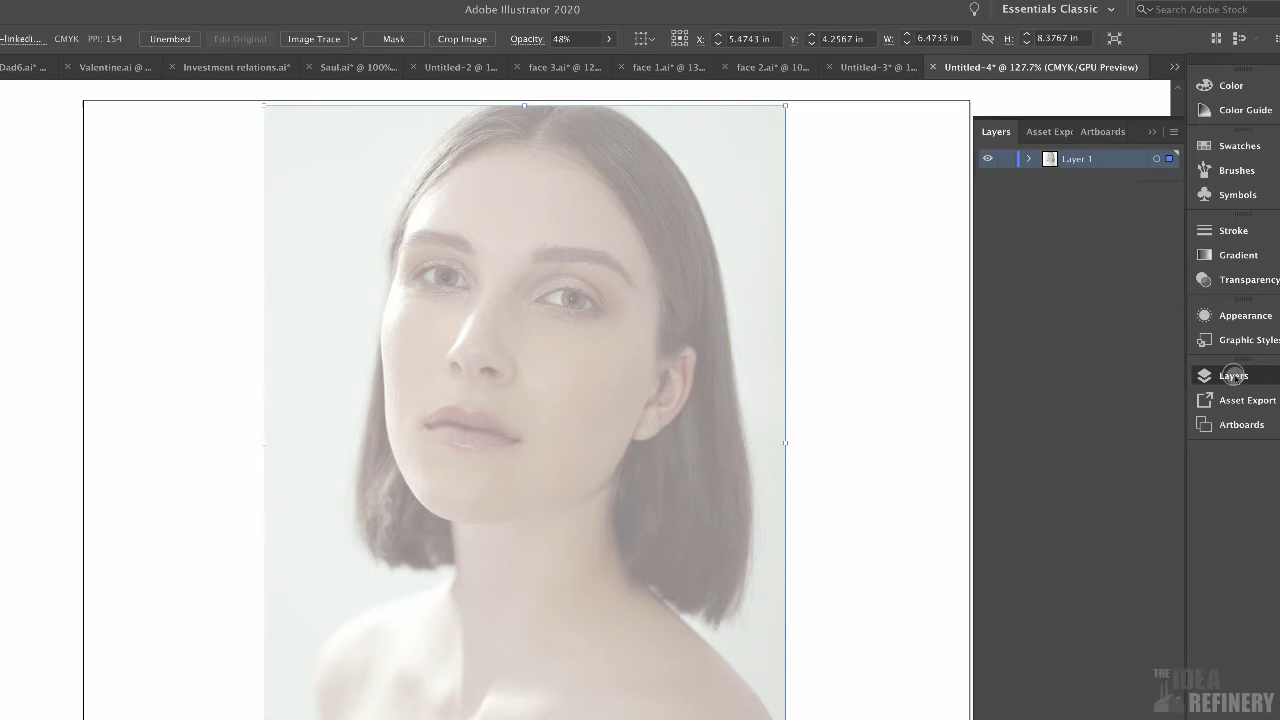 Adobe Illustrator 2020
Essentials Classic
Search Adobe Stock
-linkedi... CMYK PPI: 154 Unembed Edit Original Image Trace Mask Crop Image Opacity: 48% X: 5.4743 in Y: 4.2567 in W: 6.4735 in H: 8.3767 in
Dad6.ai* ... × Valentine.ai @ ... × Investment relations.ai* × Saul.ai* @ 100%... × Untitled-2 @ 1... × face 3.ai* @ 12... × face 1.ai* @ 13... × face 2.ai* @ 10... × Untitled-3* @ 1... × Untitled-4* @ 127.7% (CMYK/GPU Preview) >>
Layers Asset Expo Artboards >>
Layer 1
Color
Color Guide
Swatches
Brushes
Symbols
Stroke
Gradient
Transparency
Appearance
Graphic Styles
Layers
Asset Export
Artboards
THE IDEA
REFINERY